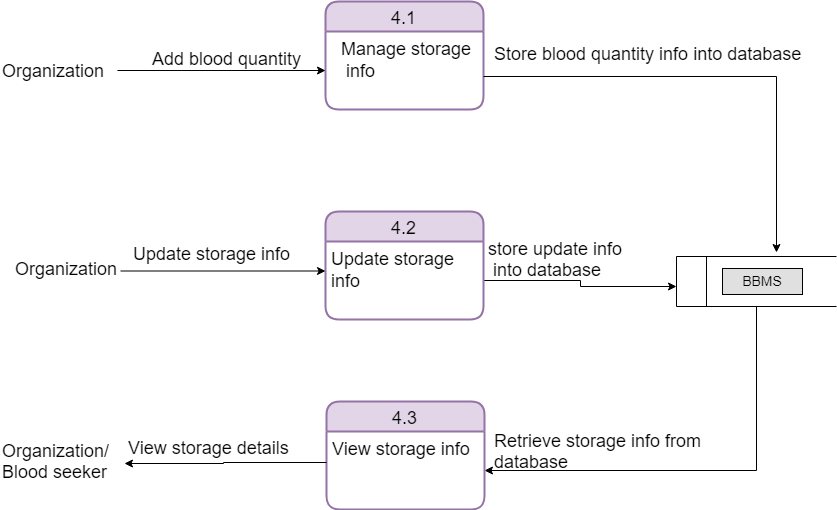 4.1
Organization
Add blood quantity
Manage storage
info
Store blood quantity info into database
4.2
Organization
Update storage info
Update storage
info
store update info
into database
BBMS
4.3
Organization/
Blood seeker
View storage details
View storage info
Retrieve storage info from
database